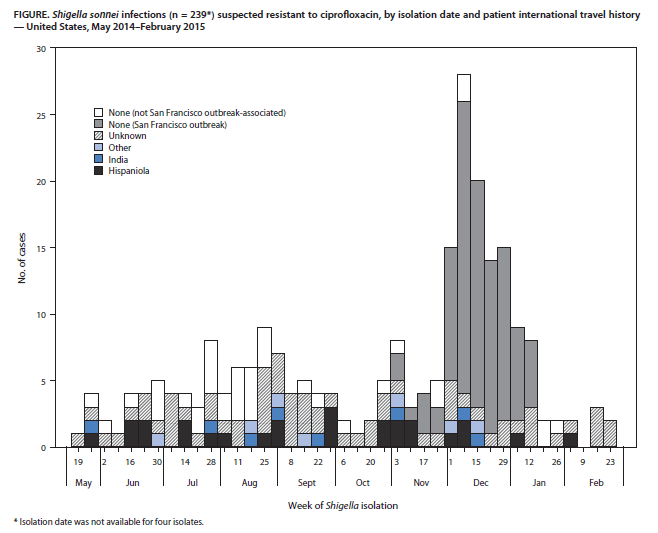 FIGURE. Shigella sonnei infections (n = 239*) suspected resistant to ciprofloxacin, by isolation date and patient international travel history
— United States, May 2014–February 2015
30
25
20
15
10
5
0
No. of cases
None (not San Francisco outbreak-associated)
None (San Francisco outbreak)
Unknown
Other
India
Hispaniola
19 2 16 30 14 28 11 25 8 22 6 20 3 17 1 15 29 12 26 9 23
May Jun Jul Aug Sept Oct Nov Dec Jan Feb
Week of Shigella isolation
* Isolation date was not available for four isolates.